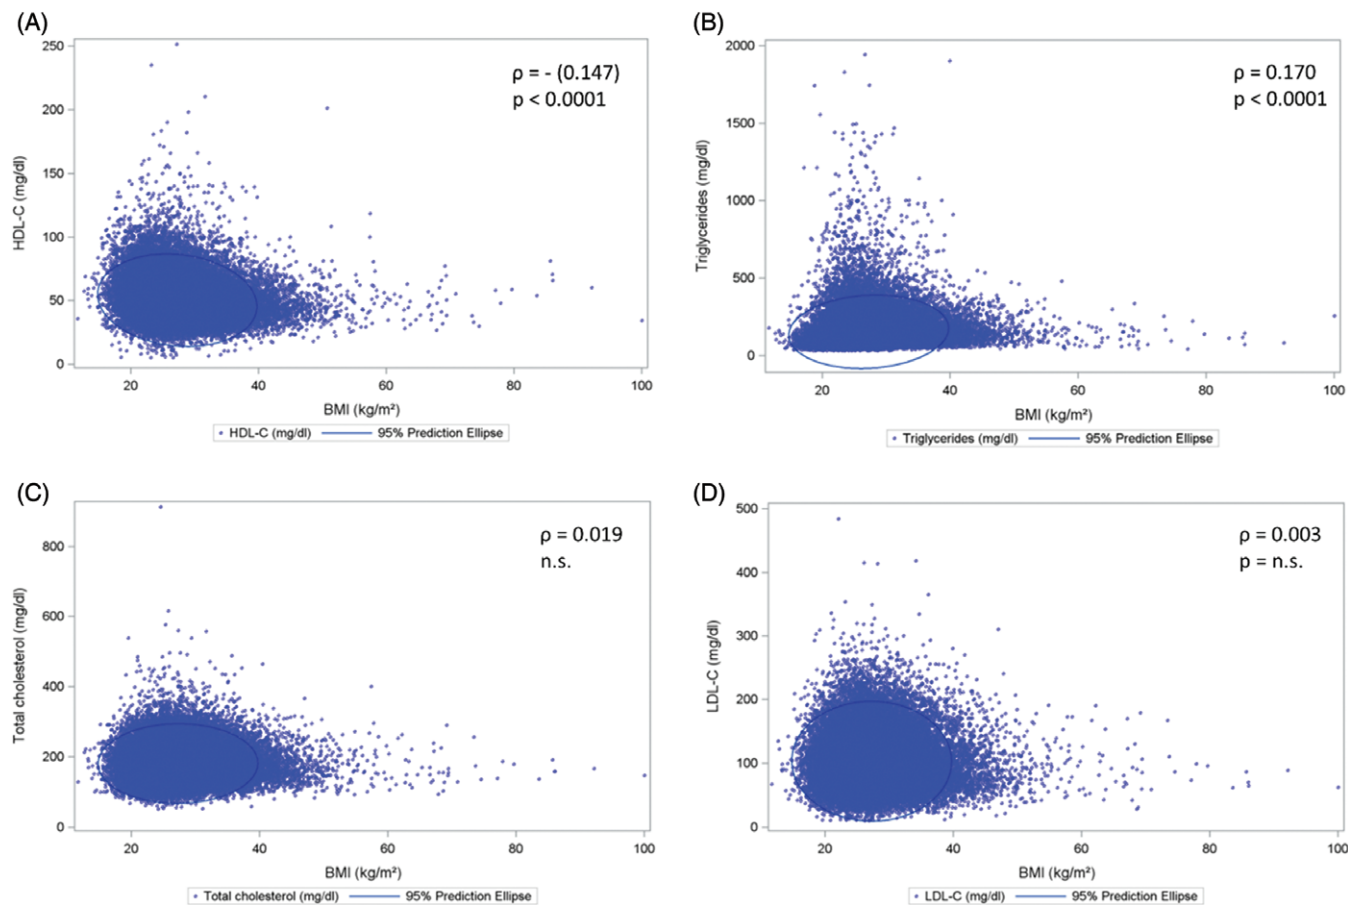 (A)
250
200
150
100
50
0
HDL-C (mg/dl)
ρ = - (0.147)
p < 0.0001
20 40 60 80 100
BMI (kg/m²)
HDL-C (mg/dl) 95% Prediction Ellipse
(B)
2000
1500
1000
500
0
Triglycerides (mg/dl)
ρ = 0.170
p < 0.0001
20 40 60 80 100
BMI (kg/m²)
Triglycerides (mg/dl) 95% Prediction Ellipse
(C)
800
600
400
200
0
Total cholesterol (mg/dl)
ρ = 0.019
n.s.
20 40 60 80 100
BMI (kg/m²)
Total cholesterol (mg/dl) 95% Prediction Ellipse
(D)
500
400
300
200
100
0
LDL-C (mg/dl)
ρ = 0.003
p = n.s.
20 40 60 80 100
BMI (kg/m²)
LDL-C (mg/dl) 95% Prediction Ellipse